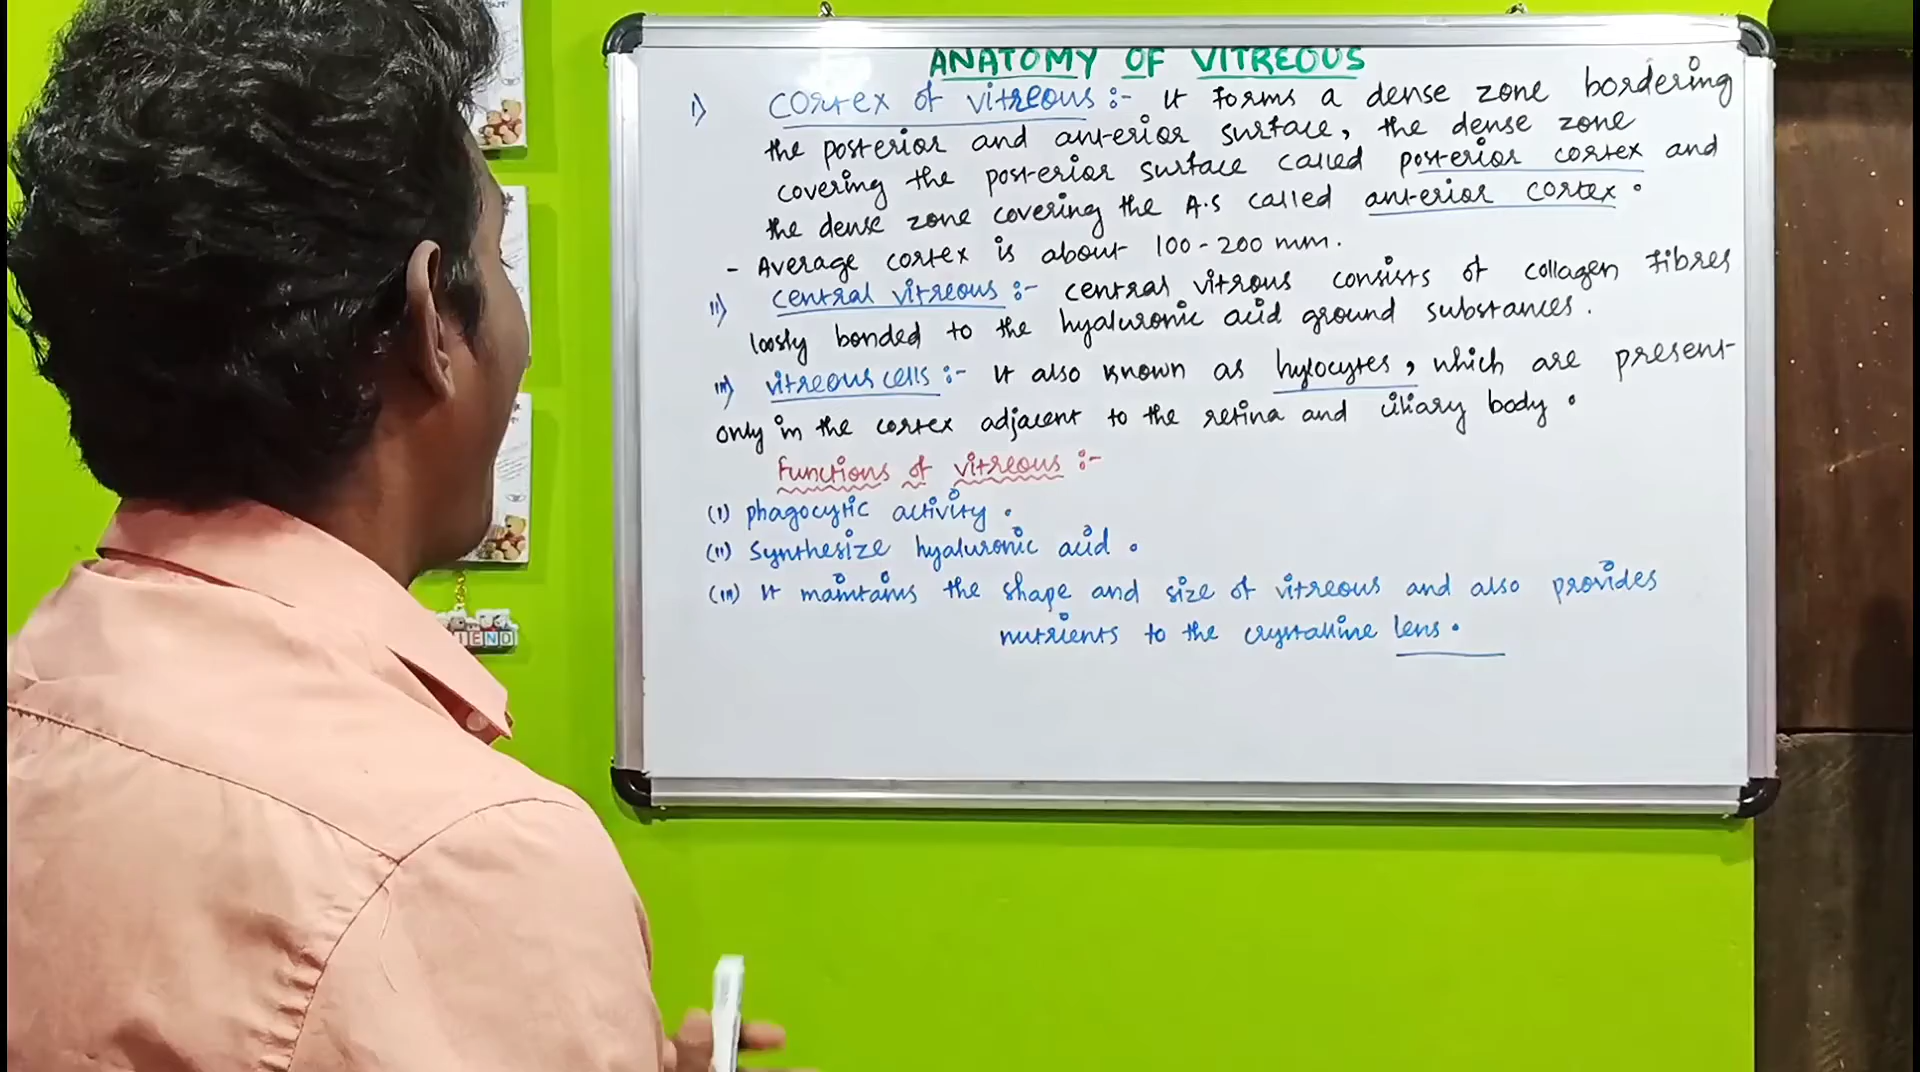 ANATOMY OF VITREOUS
I) Cortex of vitreous :- It forms a dense zone bordering
the posterior and anterior surface, the dense zone
covering the posterior surface called posterior cortex and
the dense zone covering the A.S called anterior cortex.
- Average cortex is about 100-200 mm.
II) central vitreous :- central vitrous consists of collagen fibres
loosly bonded to the hyaluronic acid ground substances.
III) vitreous cells :- It also known as hylocytes, which are present
only in the cortex adjacent to the retina and ciliary body.
Functions of vitreous :-
(I) phagocytic activity.
(II) Synthesize hyaluronic acid.
(III) It maintains the shape and size of vitreous and also provides
nutrients to the crystalline lens.
IEND